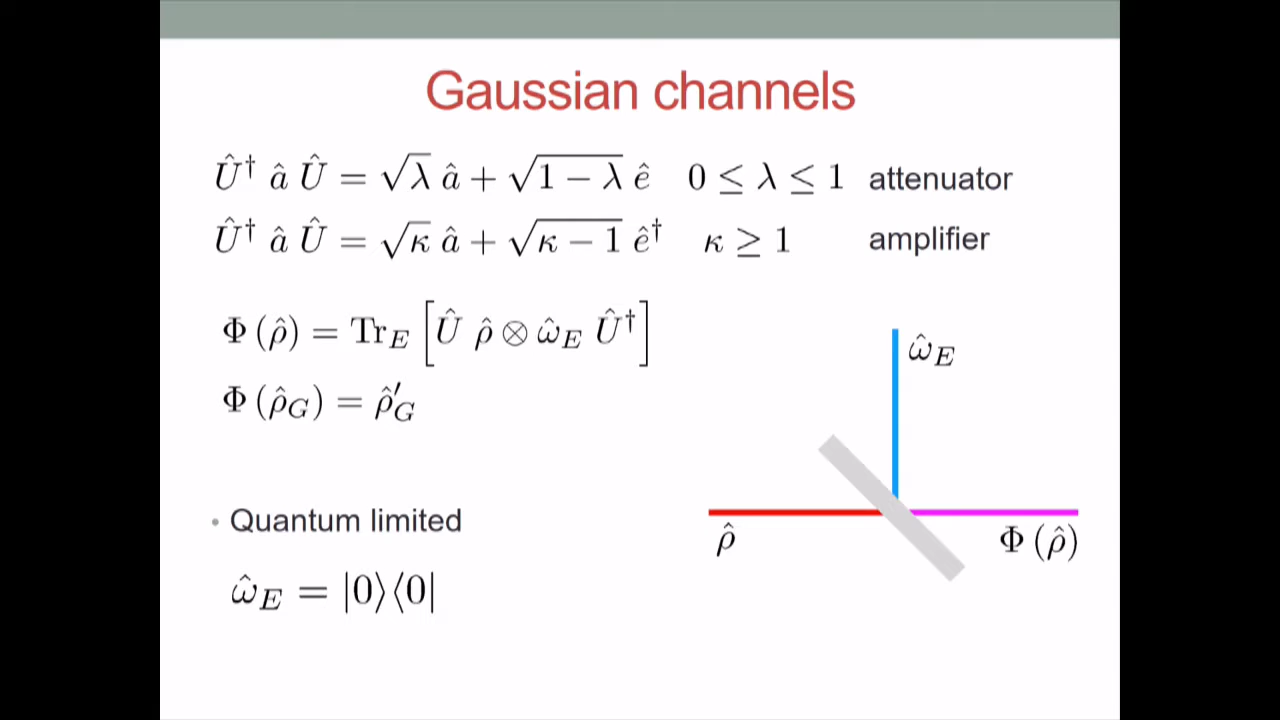 Gaussian channels
Û† â Û = √λ â + √(1 − λ) ê 0 ≤ λ ≤ 1 attenuator
Û† â Û = √κ â + √(κ − 1) ê† κ ≥ 1 amplifier
Φ (ρ̂) = Tr_E [Û ρ̂ ⊗ ω̂_E Û†]
Φ (ρ̂_G) = ρ̂′_G
ω̂_E
ρ̂
Φ (ρ̂)
• Quantum limited
ω̂_E = |0⟩⟨0|